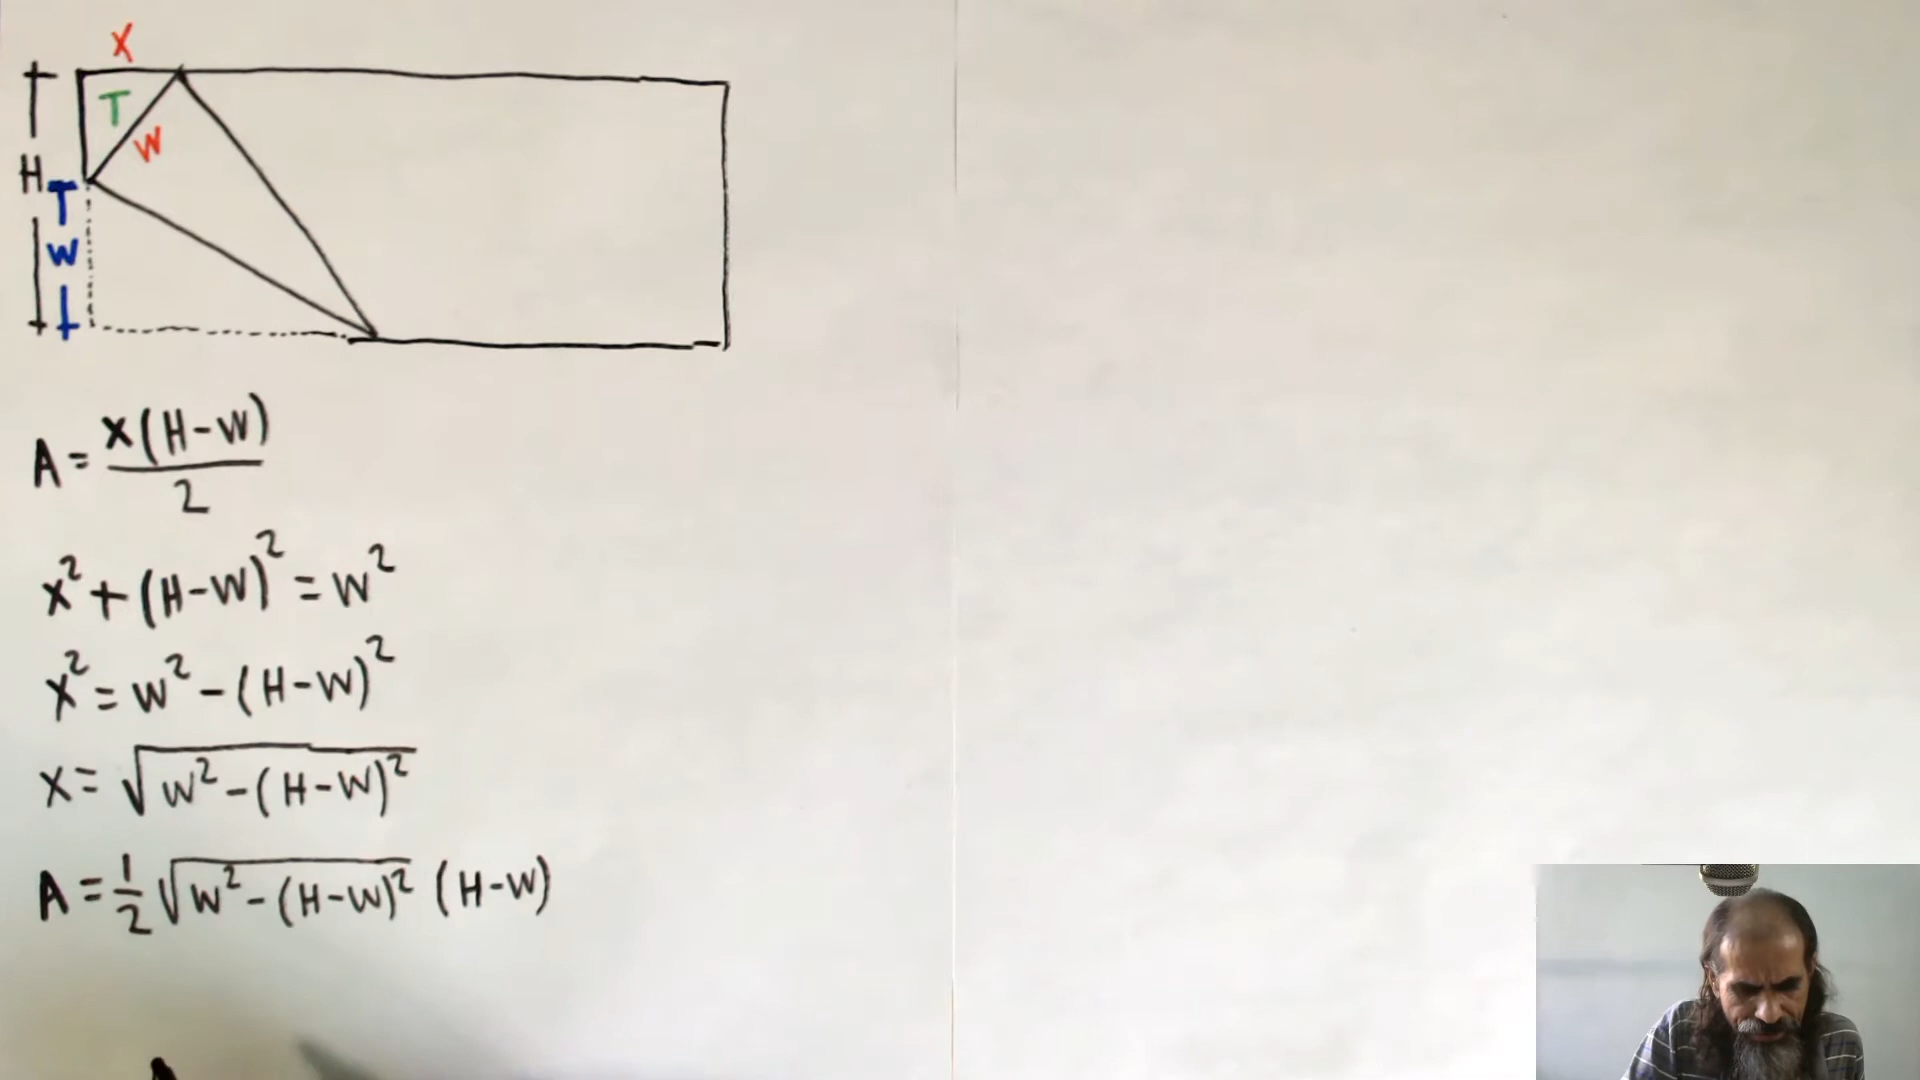 X
T
W
H
W
A = x(H-W)/2
x² + (H-W)² = W²
x² = W² - (H-W)²
x = √(W² - (H-W)²)
A = 1/2 √(W² - (H-W)²) (H-W)